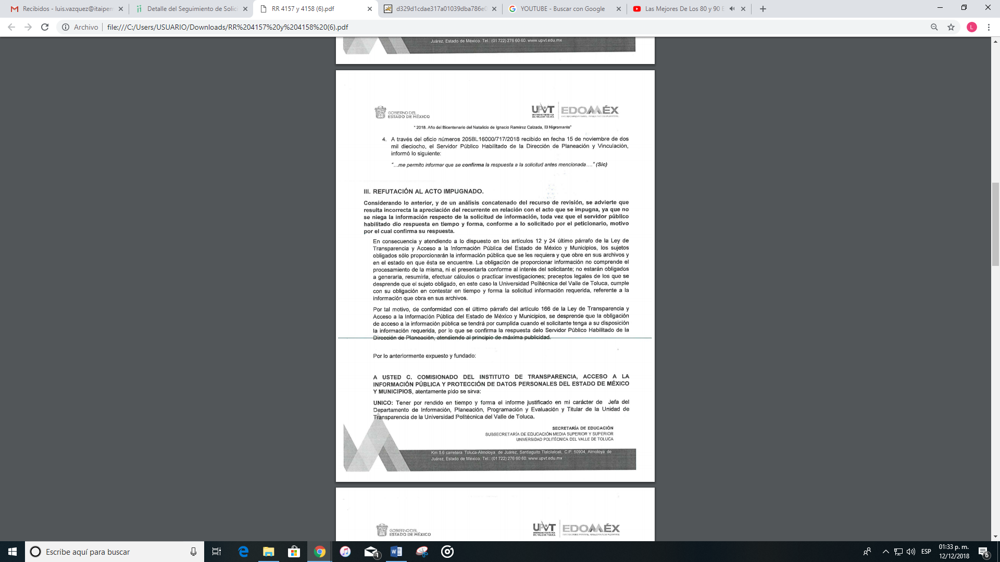 Recibidos - luis.vazquez@itaipem
Detalle del Seguimiento de Solici
RR 4157 y 4158 (6).pdf
d329d1cdae317a01039dba786e0
YOUTUBE - Buscar con Google
Las Mejores De Los 80 y 90 E
Archivo
file:///C:/Users/USUARIO/Downloads/RR%204157%20y%204158%20(6).pdf
L
Juárez, Estado de México. Tel.: (01 722) 276 60 60. www.upvt.edu.mx
GOBIERNO DEL
ESTADO DE MÉXICO
UPVT
UNIVERSIDAD POLITÉCNICA
DEL VALLE DE TOLUCA
EDOMÉX
DECISIONES FIRMES, RESULTADOS FUERTES.
" 2018. Año del Bicentenario del Natalicio de Ignacio Ramírez Calzada, El Nigromante"
4. A través del oficio números 205BL16000/717/2018 recibido en fecha 15 de noviembre de dos
mil dieciocho, el Servidor Público Habilitado de la Dirección de Planeación y Vinculación,
informó lo siguiente:
"…me permito informar que se confirma la respuesta a la solicitud antes mencionada…." (Sic)
III. REFUTACIÓN AL ACTO IMPUGNADO.
Considerando lo anterior, y de un análisis concatenado del recurso de revisión, se advierte que
resulta incorrecta la apreciación del recurrente en relación con el acto que se impugna, ya que no
se niega la información respecto de la solicitud de información, toda vez que el servidor público
habilitado dio respuesta en tiempo y forma, conforme a lo solicitado por el peticionario, motivo
por el cual confirma su respuesta.
En consecuencia y atendiendo a lo dispuesto en los artículos 12 y 24 último párrafo de la Ley de
Transparencia y Acceso a la Información Pública del Estado de México y Municipios, los sujetos
obligados sólo proporcionarán la información pública que se les requiera y que obre en sus archivos y
en el estado en que ésta se encuentre. La obligación de proporcionar información no comprende el
procesamiento de la misma, ni el presentarla conforme al interés del solicitante; no estarán obligados
a generarla, resumirla, efectuar cálculos o practicar investigaciones; preceptos legales de los que se
desprende que el sujeto obligado, en este caso la Universidad Politécnica del Valle de Toluca, cumple
con su obligación en contestar en tiempo y forma la solicitud información requerida, referente a la
información que obra en sus archivos.
Por tal motivo, de conformidad con el último párrafo del artículo 166 de la Ley de Transparencia y
Acceso a la Información Pública del Estado de México y Municipios, se desprende que la obligación
de acceso a la información pública se tendrá por cumplida cuando el solicitante tenga a su disposición
la información requerida, por lo que se confirma la respuesta delo Servidor Público Habilitado de la
Dirección de Planeación, atendiendo al principio de máxima publicidad.
Por lo anteriormente expuesto y fundado:
A USTED C. COMISIONADO DEL INSTITUTO DE TRANSPARENCIA, ACCESO A LA
INFORMACIÓN PÚBLICA Y PROTECCIÓN DE DATOS PERSONALES DEL ESTADO DE MÉXICO
Y MUNICIPIOS, atentamente pido se sirva:
UNICO: Tener por rendido en tiempo y forma el informe justificado en mi carácter de Jefa del
Departamento de Información, Planeación, Programación y Evaluación y Titular de la Unidad de
Transparencia de la Universidad Politécnica del Valle de Toluca.
SECRETARÍA DE EDUCACIÓN
SUBSECRETARÍA DE EDUCACIÓN MEDIA SUPERIOR Y SUPERIOR
UNIVERSIDAD POLITÉCNICA DEL VALLE DE TOLUCA
Km 5.6 carretera Toluca-Almoloya de Juárez, Santiaguito Tlalcilalcali, C.P. 50904, Almoloya de
Juárez, Estado de México. Tel.: (01 722) 276 60 60. www.upvt.edu.mx
GOBIERNO DEL
ESTADO DE MÉXICO
UPVT
UNIVERSIDAD POLITÉCNICA
DEL VALLE DE TOLUCA
EDOMÉX
DECISIONES FIRMES, RESULTADOS FUERTES.
Escribe aquí para buscar
1
ESP
01:33 p. m.
12/12/2018
6